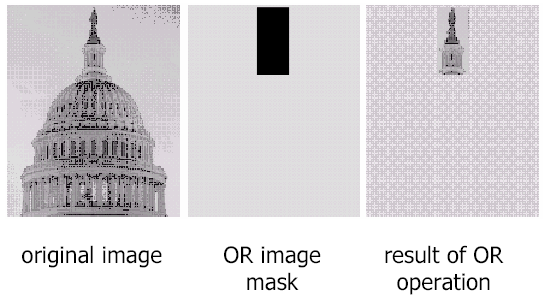 original image
OR image
mask
result of OR
operation